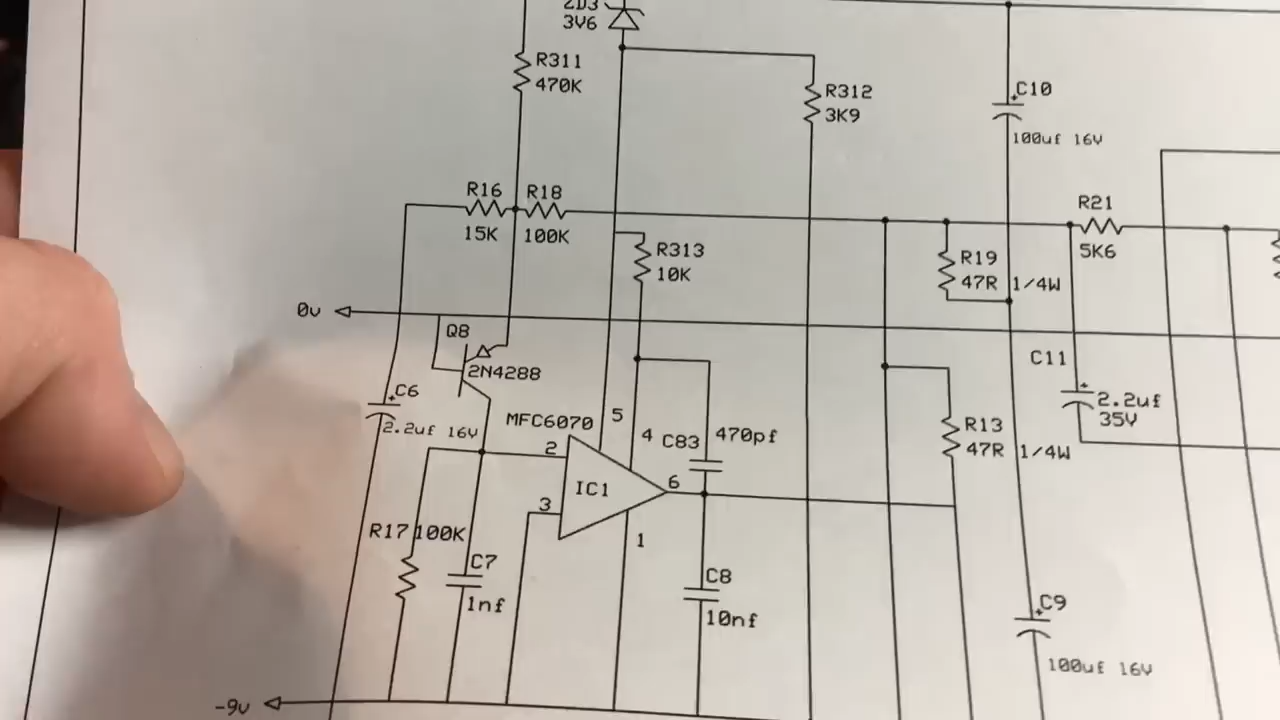 ZD3
3V6
R311
470K
R312
3K9
C10
100uf 16V
R16
R18
15K
100K
R21
5K6
R313
10K
R19
47R 1/4W
0v
Q8
2N4288
C6
2.2uf 16V
C11
2.2uf
35V
MFC6070
5
4
C83
470pf
R13
47R 1/4W
2
IC1
6
3
1
R17 100K
C7
1nf
C8
10nf
C9
100uf 16V
-9v